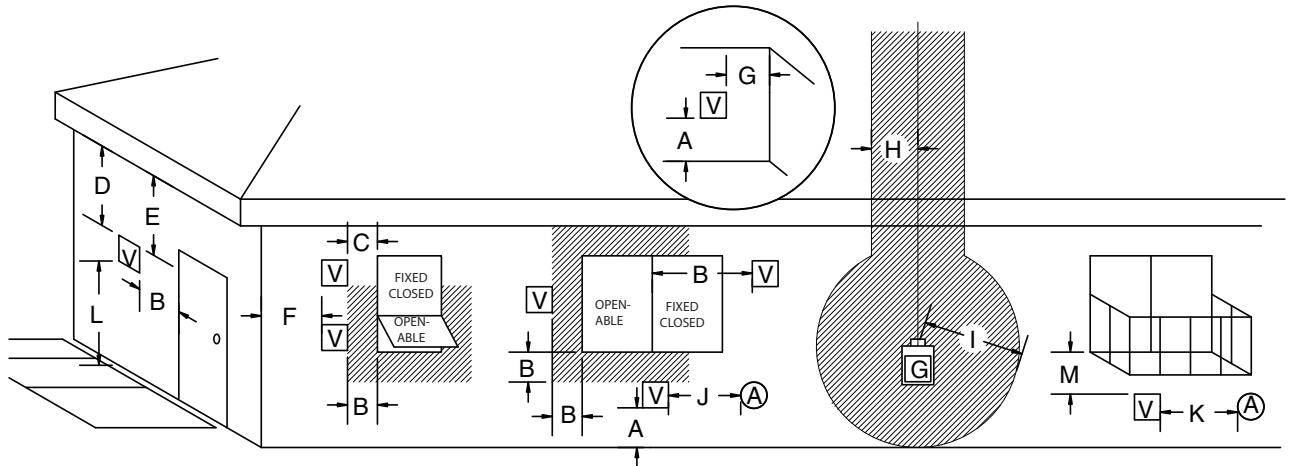 G
V
A
H
D
E
C
V
V
B
L
F
FIXED
CLOSED
OPEN-
ABLE
V
B
V
OPEN-
ABLE
FIXED
CLOSED
B
V
B
B
V
J
A
A
I
G
M
V
K
A